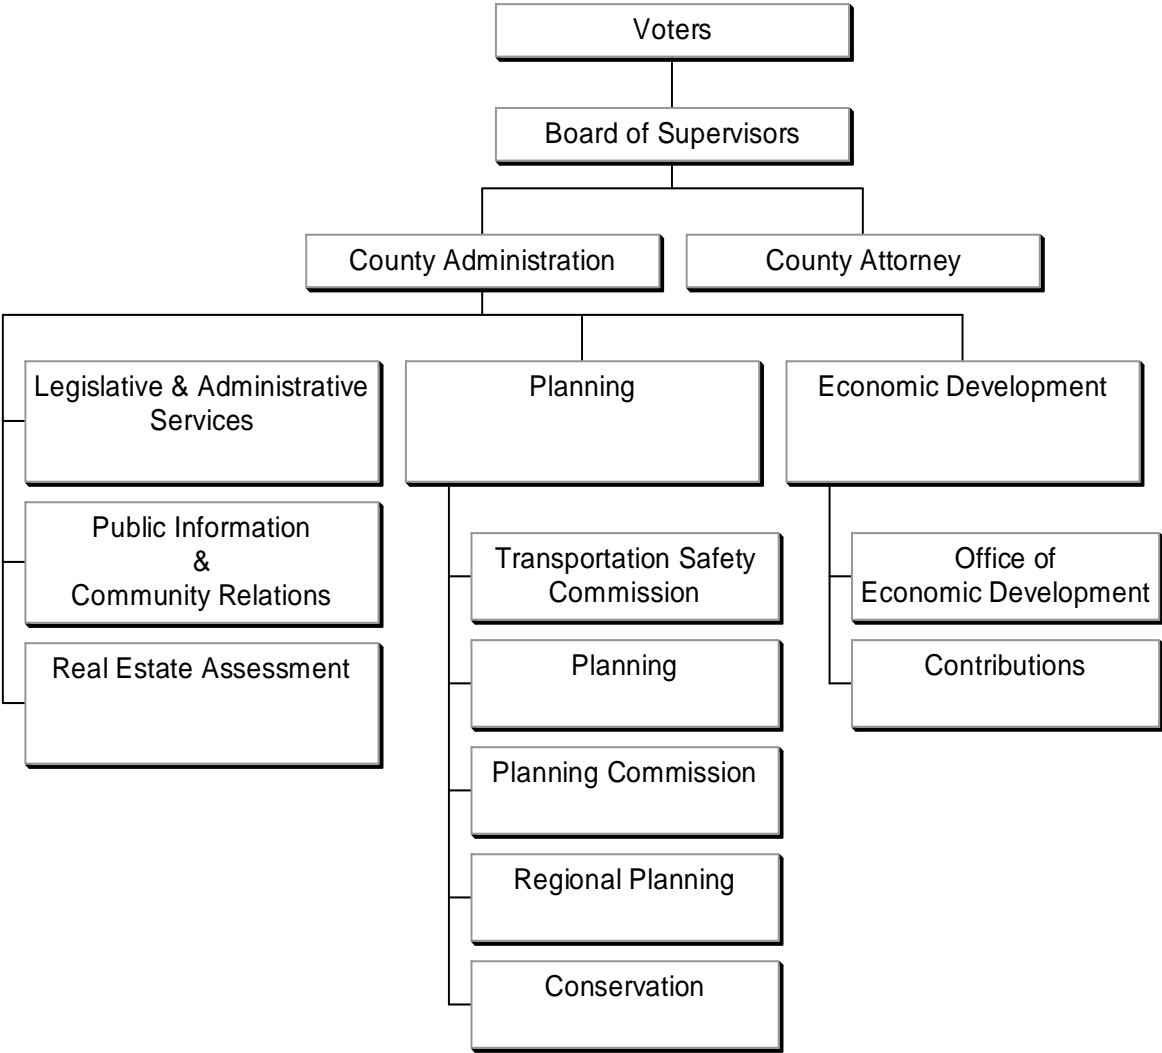 Voters
Board of Supervisors
County Administration
County Attorney
Legislative & Administrative
Services
Public Information
&
Community Relations
Real Estate Assessment
Planning
Transportation Safety
Commission
Planning
Planning Commission
Regional Planning
Conservation
Economic Development
Office of
Economic Development
Contributions